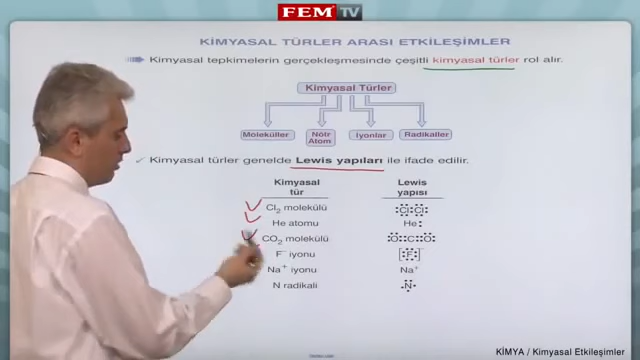 FEM TV
KİMYASAL TÜRLER ARASI ETKİLEŞİMLER
Kimyasal tepkimelerin gerçekleşmesinde çeşitli kimyasal türler rol alır.
Kimyasal Türler
Moleküller
Nötr Atom
İyonlar
Radikaller
✓ Kimyasal türler genelde Lewis yapıları ile ifade edilir.
Kimyasal tür
Lewis yapısı
Cl₂ molekülü :Cl:Cl:
He atomu He:
CO₂ molekülü :O::C::O:
F⁻ iyonu [:F:]⁻
Na⁺ iyonu Na⁺
N radikali :N·
KİMYA / Kimyasal Etkileşimler